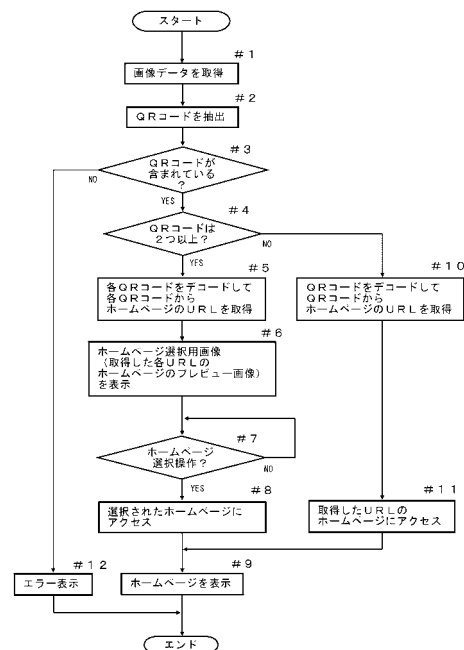 スタート
#1
画像データを取得
#2
QRコードを抽出
#3
QRコードが
含まれている
?
NO
YES
#4
QRコードは
2つ以上?
NO
YES
#5
各QRコードをデコードして
各QRコードから
ホームページのURLを取得
#10
QRコードをデコードして
QRコードから
ホームページのURLを取得
#6
ホームページ選択用画像
(取得した各URLの
ホームページのプレビュー画像)
を表示
#7
ホームページ
選択操作?
NO
YES
#8
選択されたホームページに
アクセス
#11
取得したURLの
ホームページにアクセス
#12
エラー表示
#9
ホームページを表示
エンド